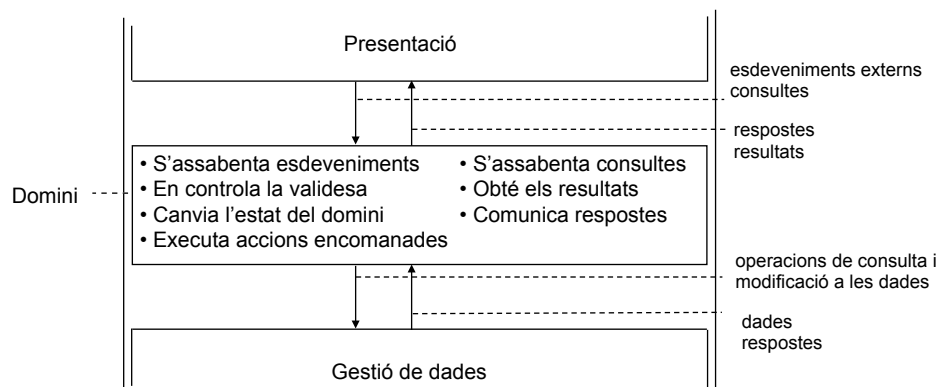 Presentació
esdeveniments externs
consultes
respostes
resultats
Domini
• S'assabenta esdeveniments
• En controla la validesa
• Canvia l'estat del domini
• Executa accions encomanades
• S'assabenta consultes
• Obté els resultats
• Comunica respostes
operacions de consulta i
modificació a les dades
dades
respostes
Gestió de dades